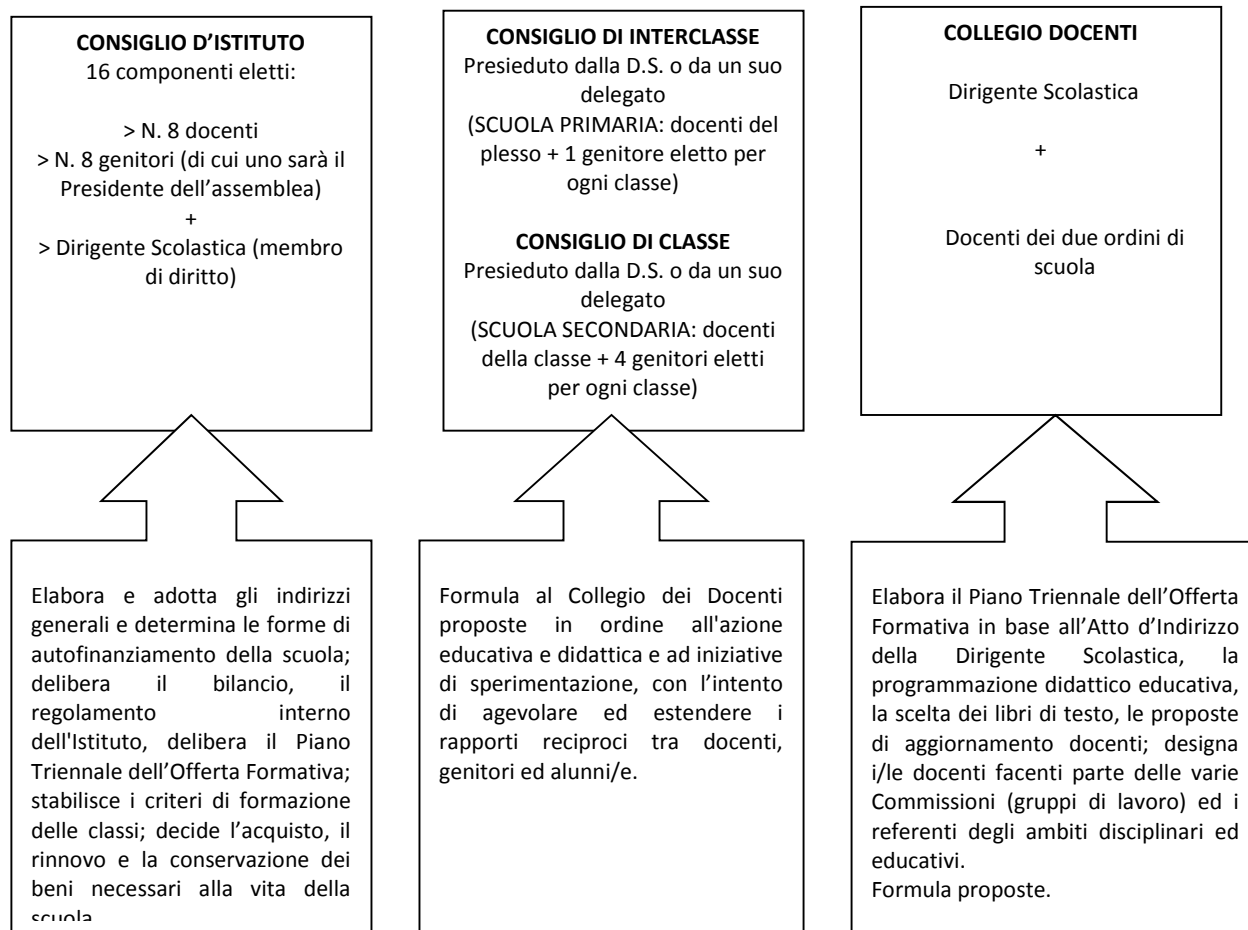 CONSIGLIO D’ISTITUTO
16 componenti eletti:
> N. 8 docenti
> N. 8 genitori (di cui uno sarà il
Presidente dell’assemblea)
+
> Dirigente Scolastica (membro
di diritto)
CONSIGLIO DI INTERCLASSE
Presieduto dalla D.S. o da un suo
delegato
(SCUOLA PRIMARIA: docenti del
plesso + 1 genitore eletto per
ogni classe)
CONSIGLIO DI CLASSE
Presieduto dalla D.S. o da un suo
delegato
(SCUOLA SECONDARIA: docenti
della classe + 4 genitori eletti
per ogni classe)
COLLEGIO DOCENTI
Dirigente Scolastica
+
Docenti dei due ordini di
scuola
Elabora e adotta gli indirizzi
generali e determina le forme di
autofinanziamento della scuola;
delibera il bilancio, il
regolamento interno
dell'Istituto, delibera il Piano
Triennale dell’Offerta Formativa;
stabilisce i criteri di formazione
delle classi; decide l’acquisto, il
rinnovo e la conservazione dei
beni necessari alla vita della
scuola
Formula al Collegio dei Docenti
proposte in ordine all'azione
educativa e didattica e ad iniziative
di sperimentazione, con l’intento
di agevolare ed estendere i
rapporti reciproci tra docenti,
genitori ed alunni/e.
Elabora il Piano Triennale dell’Offerta
Formativa in base all’Atto d’Indirizzo
della Dirigente Scolastica, la
programmazione didattico educativa,
la scelta dei libri di testo, le proposte
di aggiornamento docenti; designa
i/le docenti facenti parte delle varie
Commissioni (gruppi di lavoro) ed i
referenti degli ambiti disciplinari ed
educativi.
Formula proposte.